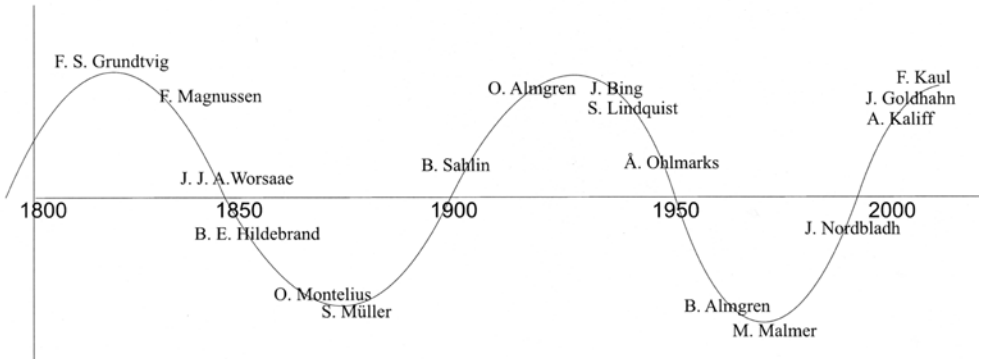 F. S. Grundtvig
F. Magnussen
J. J. A.Worsaae
B. E. Hildebrand
O. Montelius
S. Müller
B. Sahlin
O. Almgren
J. Bing
S. Lindquist
Å. Ohlmarks
B. Almgren
M. Malmer
J. Nordbladh
F. Kaul
J. Goldhahn
A. Kaliff
1800
1850
1900
1950
2000